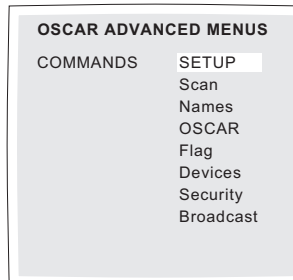 OSCAR ADVANCED MENUS
COMMANDS SETUP
Scan
Names
OSCAR
Flag
Devices
Security
Broadcast